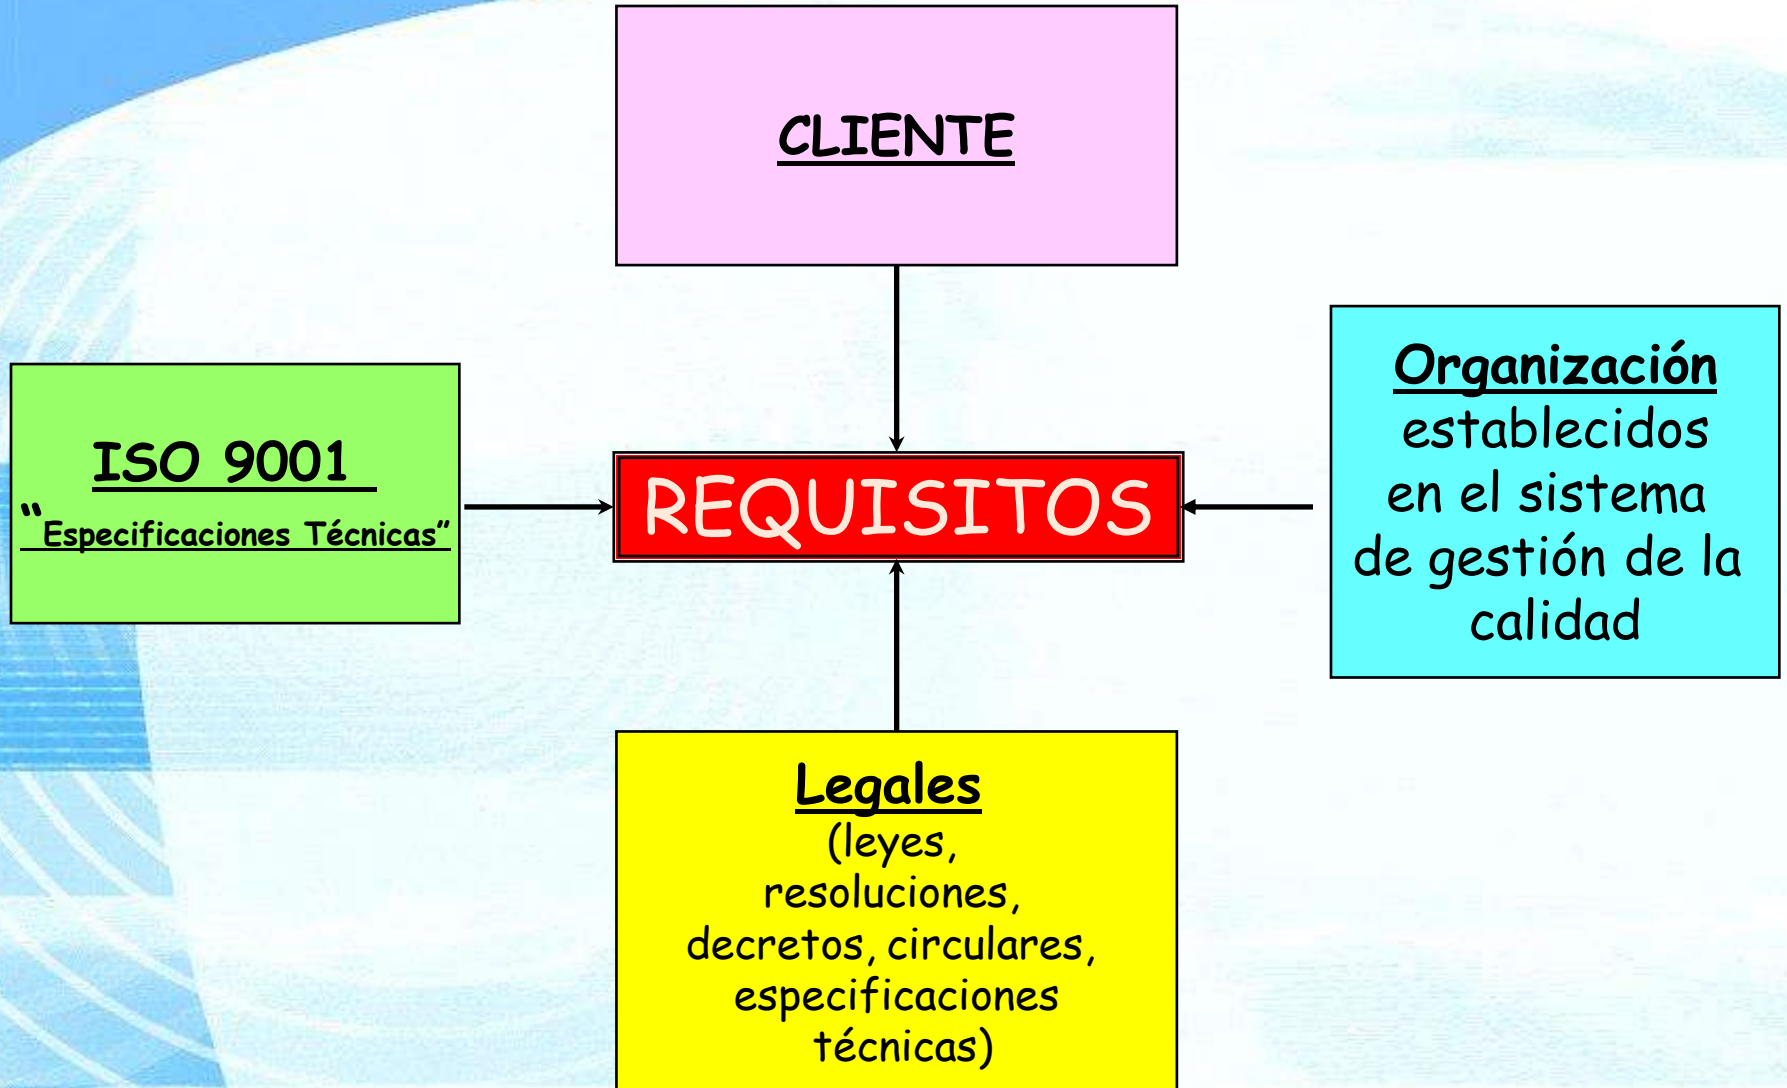 CLIENTE
ISO 9001
“Especificaciones Técnicas”
REQUISITOS
Organización
establecidos
en el sistema
de gestión de la
calidad
Legales
(leyes,
resoluciones,
decretos, circulares,
especificaciones
técnicas)